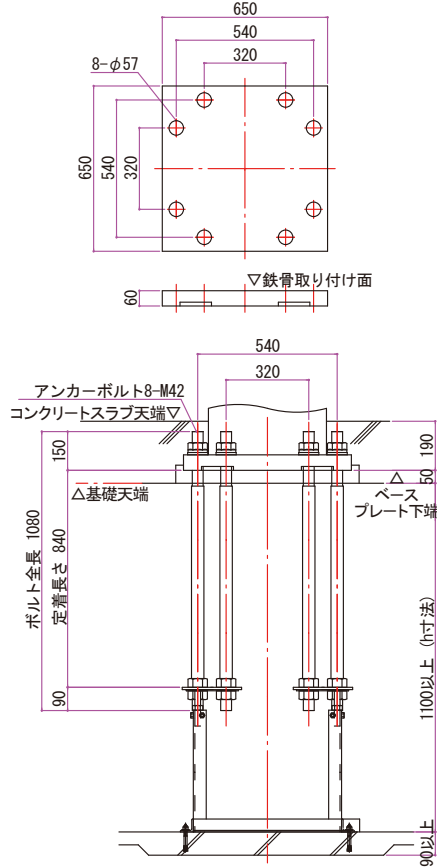 650
540
320
8-φ57
650
540
320
▽鉄骨取り付け面
60
540
320
アンカーボルト8-M42
コンクリートスラブ天端▽
150
190
50
△基礎天端
△
ベース
プレート下端
ボルト全長 1080
定着長さ 840
1100以上 (h寸法)
90
90以上